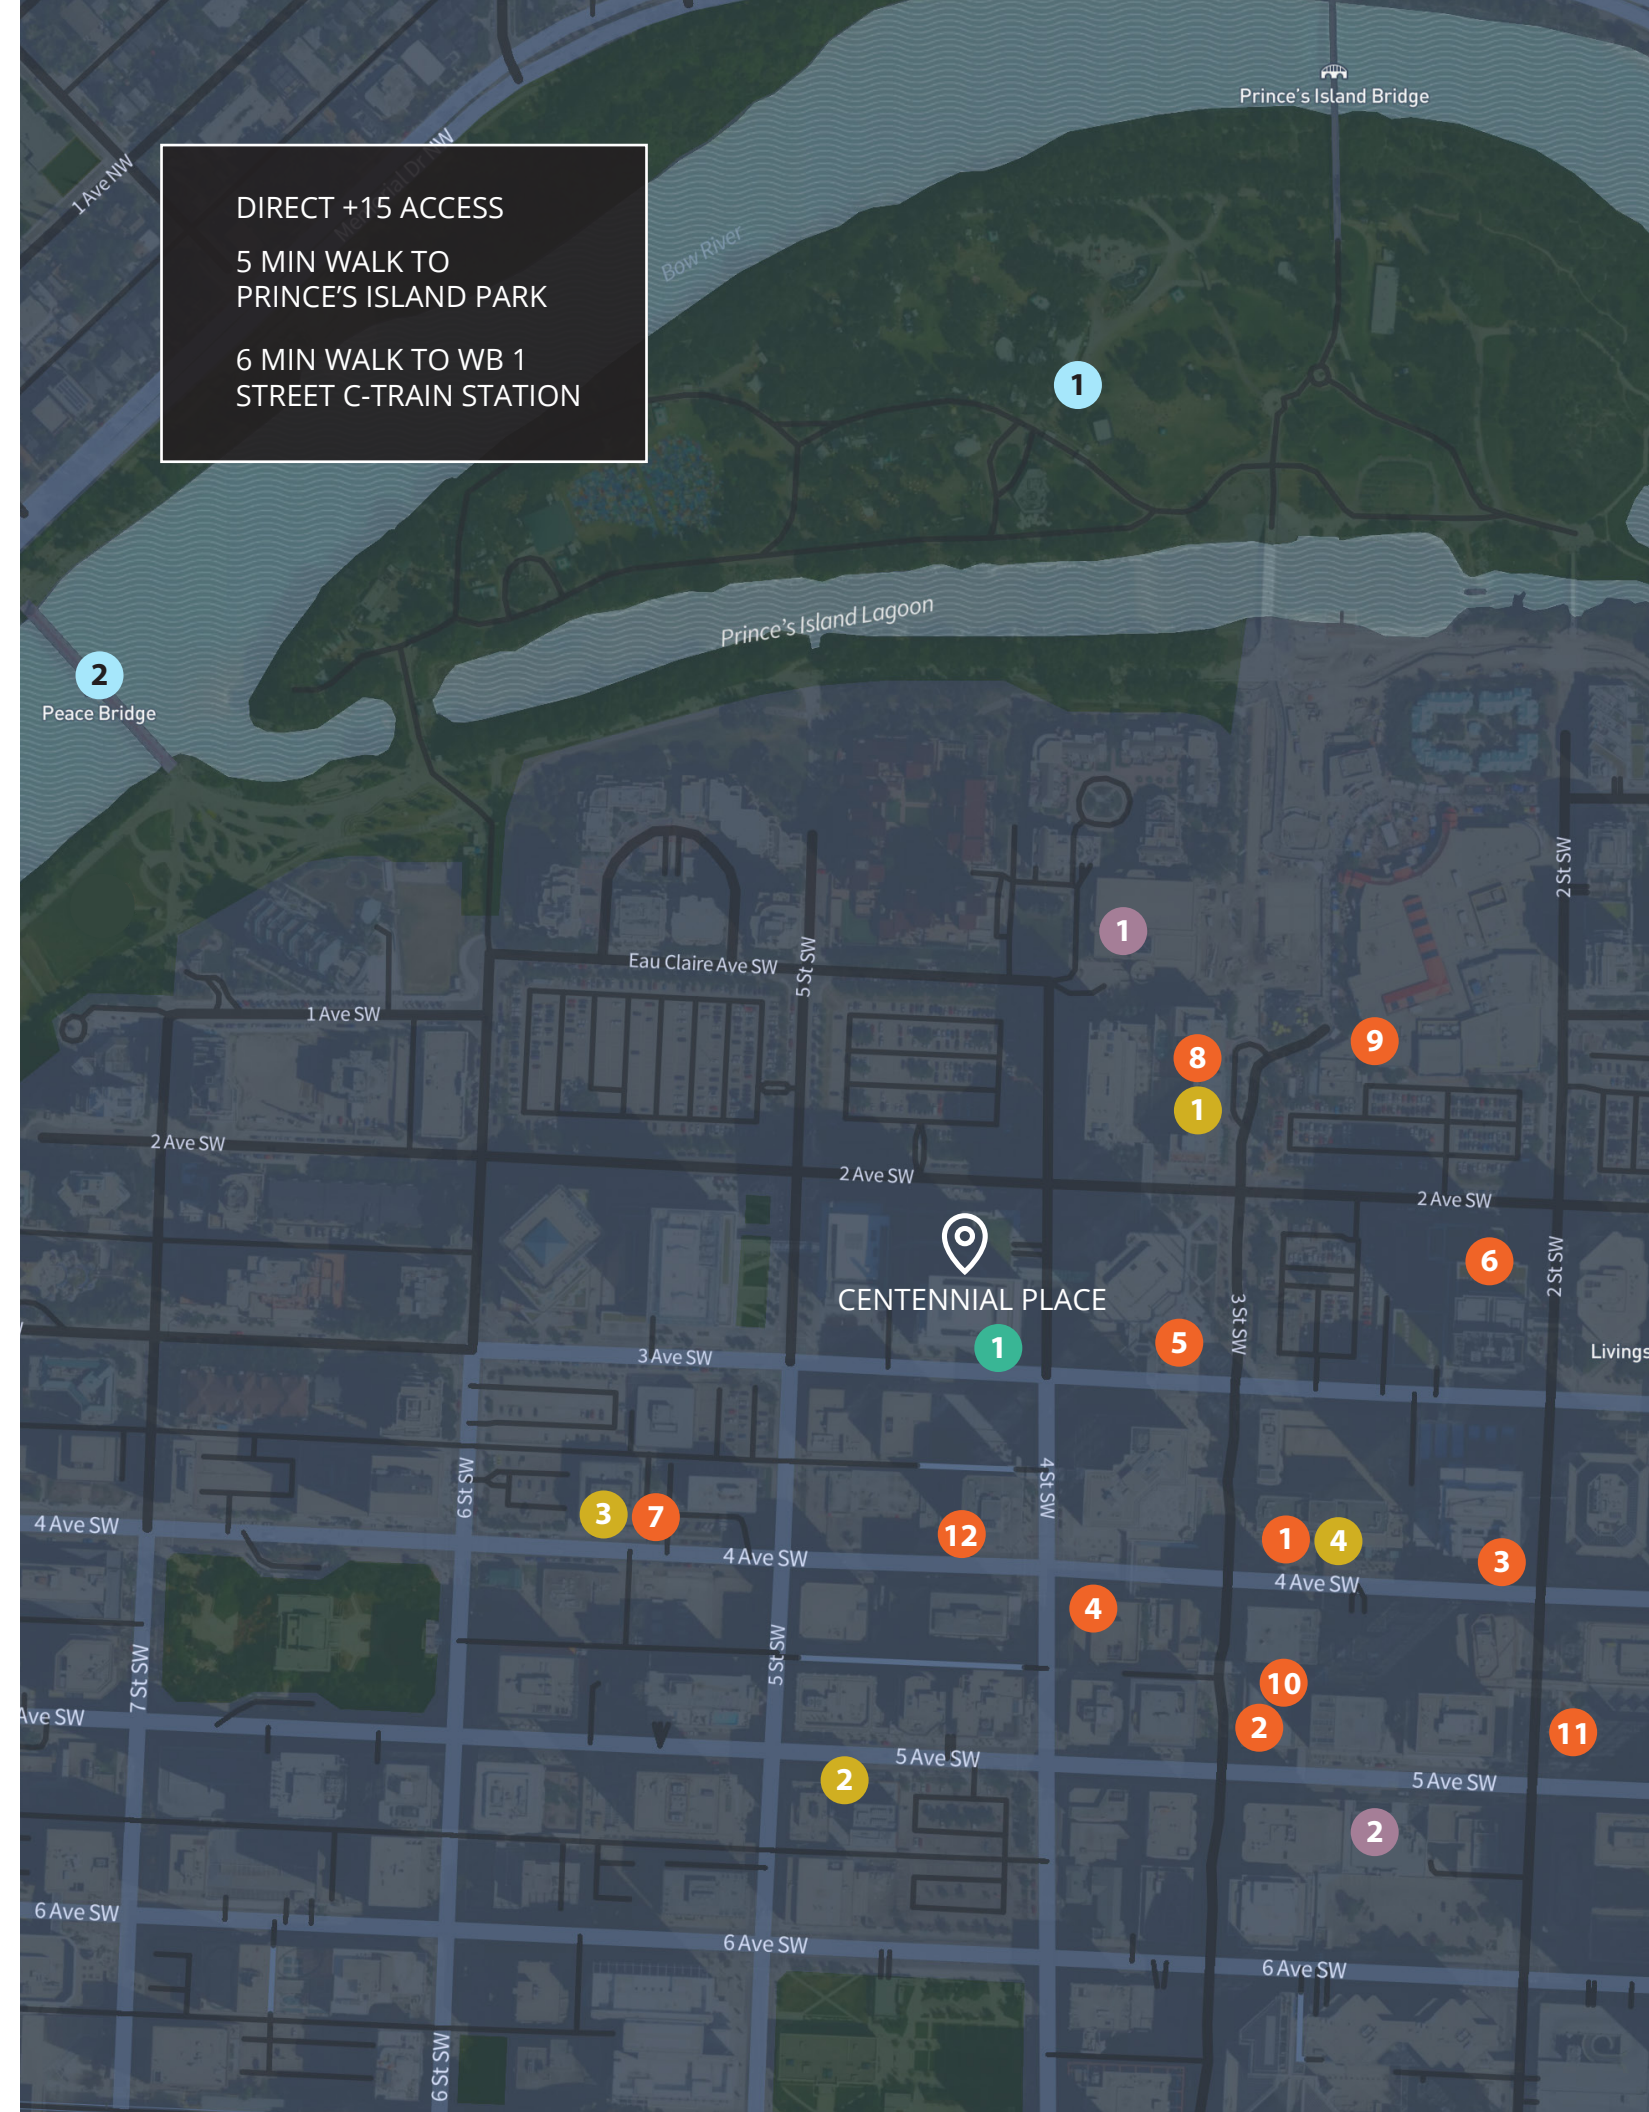 Prince's Island Bridge
1 Ave NW
Memorial Dr NW
DIRECT +15 ACCESS
5 MIN WALK TO
PRINCE'S ISLAND PARK
6 MIN WALK TO WB 1
STREET C-TRAIN STATION
Bow River
1
Prince's Island Lagoon
2
Peace Bridge
2 St SW
1
Eau Claire Ave SW
5 St SW
1 Ave SW
9
8
1
2 Ave SW
2 Ave SW
2 Ave SW
6
2 St SW
CENTENNIAL PLACE
3 St SW
1
5
3 Ave SW
Livings
6 St SW
4 St SW
3
7
12
1
4
3
4 Ave SW
4 Ave SW
4 Ave SW
4
7 St SW
5 St SW
10
2
11
Ave SW
5 Ave SW
5 Ave SW
2
2
6 Ave SW
6 Ave SW
6 Ave SW
6 St SW